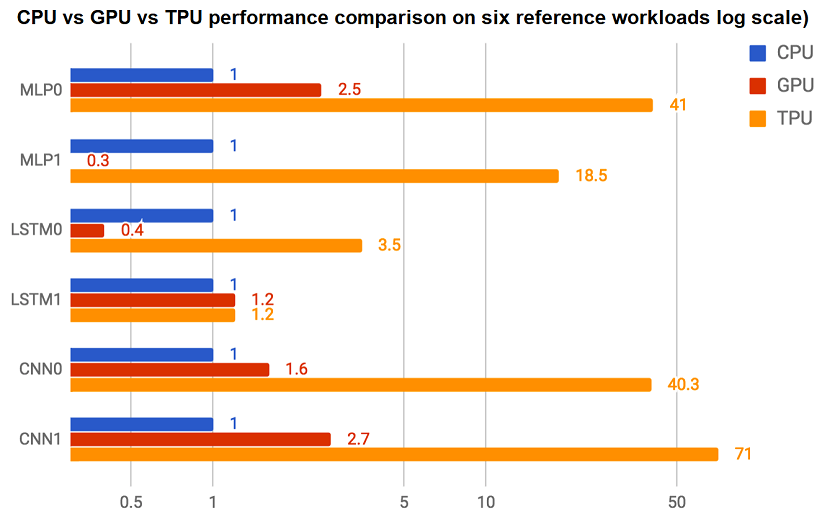 CPU vs GPU vs TPU performance comparison on six reference workloads log scale)
CPU
GPU
TPU
MLP0
1
2.5
41
MLP1
1
0.3
18.5
LSTM0
1
0.4
3.5
LSTM1
1
1.2
1.2
CNN0
1
1.6
40.3
CNN1
1
2.7
71
0.5 1 5 10 50